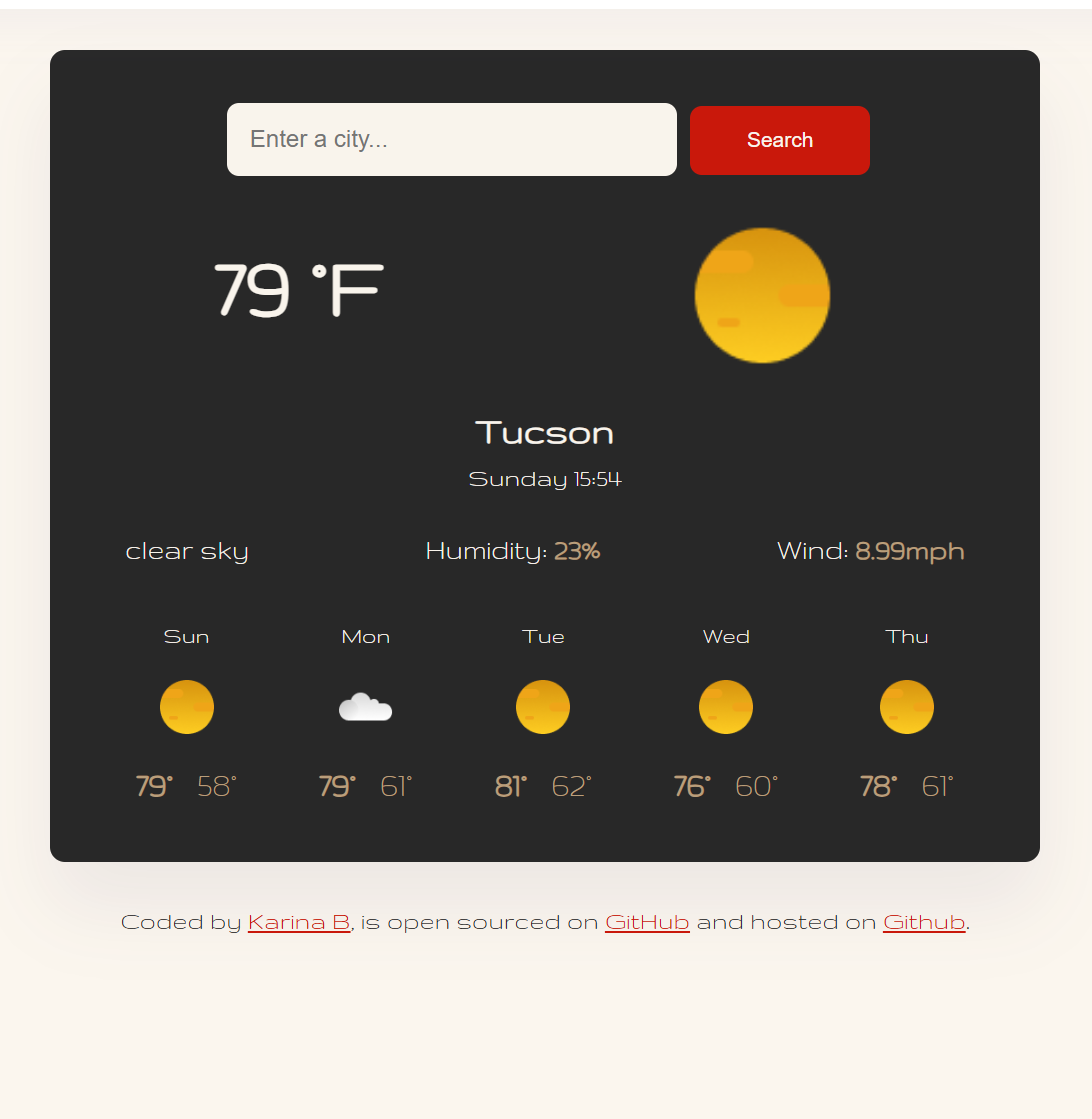 Enter a city...
Search
79 °F
Tucson
Sunday 15:54
clear sky Humidity: 23% Wind: 8.99mph
Sun Mon Tue Wed Thu
79° 58° 79° 61° 81° 62° 76° 60° 78° 61°
Coded by Karina B, is open sourced on GitHub and hosted on Github.